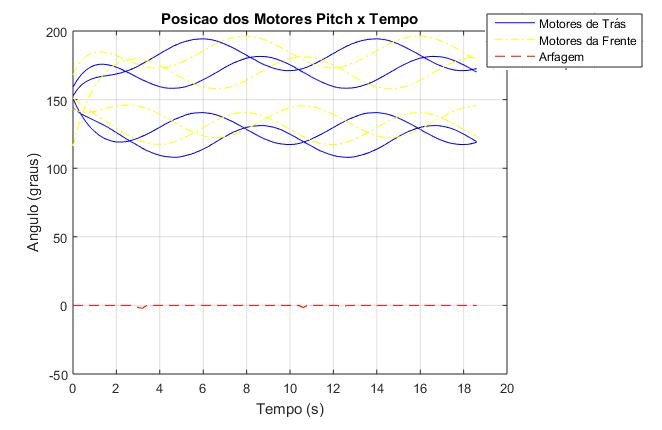 Posicao dos Motores Pitch x Tempo
Motores de Trás
Motores da Frente
Arfagem
200
150
100
50
0
-50
Angulo (graus)
0 2 4 6 8 10 12 14 16 18 20
Tempo (s)